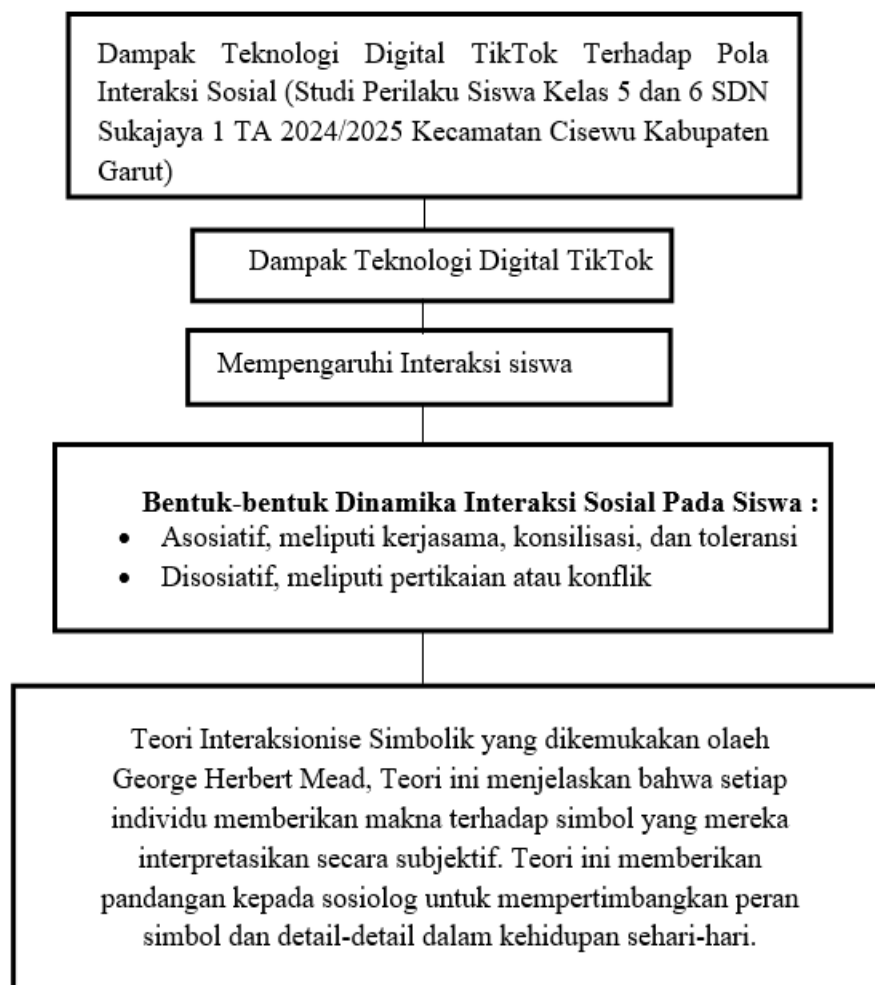 Dampak Teknologi Digital TikTok Terhadap Pola
Interaksi Sosial (Studi Perilaku Siswa Kelas 5 dan 6 SDN
Sukajaya 1 TA 2024/2025 Kecamatan Cisewu Kabupaten
Garut)
Dampak Teknologi Digital TikTok
Mempengaruhi Interaksi siswa
Bentuk-bentuk Dinamika Interaksi Sosial Pada Siswa :
• Asosiatif, meliputi kerjasama, konsilisasi, dan toleransi
• Disosiatif, meliputi pertikaian atau konflik
Teori Interaksionise Simbolik yang dikemukakan olaeh
George Herbert Mead, Teori ini menjelaskan bahwa setiap
individu memberikan makna terhadap simbol yang mereka
interpretasikan secara subjektif. Teori ini memberikan
pandangan kepada sosiolog untuk mempertimbangkan peran
simbol dan detail-detail dalam kehidupan sehari-hari.